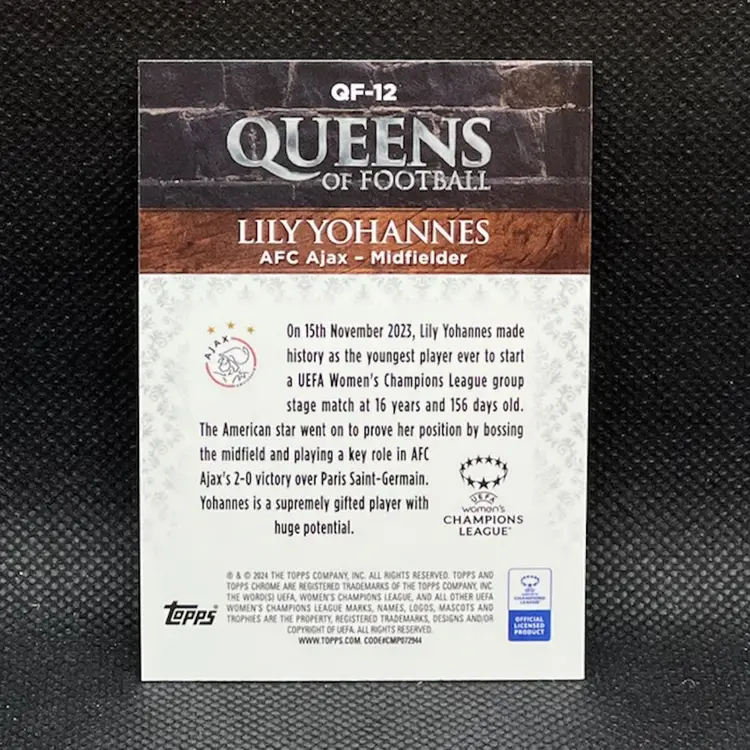 QF-12
QUEENS
OF FOOTBALL
LILY YOHANNES
AFC Ajax – Midfielder
AJAX
On 15th November 2023, Lily Yohannes made
history as the youngest player ever to start
a UEFA Women's Champions League group
stage match at 16 years and 156 days old.
The American star went on to prove her position by bossing
the midfield and playing a key role in AFC
Ajax's 2-0 victory over Paris Saint-Germain.
Yohannes is a supremely gifted player with
huge potential.
UEFA
women's
CHAMPIONS
LEAGUE
® & © 2024 THE TOPPS COMPANY, INC. ALL RIGHTS RESERVED. TOPPS AND
TOPPS CHROME ARE REGISTERED TRADEMARKS OF THE TOPPS COMPANY, INC.
THE WORD(S) UEFA, WOMEN'S CHAMPIONS LEAGUE, AND ALL OTHER UEFA
WOMEN'S CHAMPIONS LEAGUE MARKS, NAMES, LOGOS, MASCOTS AND
TROPHIES ARE THE PROPERTY, REGISTERED TRADEMARKS, DESIGNS AND/OR
COPYRIGHT OF UEFA. ALL RIGHTS RESERVED.
WWW.TOPPS.COM. CODE#CMP072944
topps
CHAMPIONS
LEAGUE
OFFICIAL
LICENSED
PRODUCT